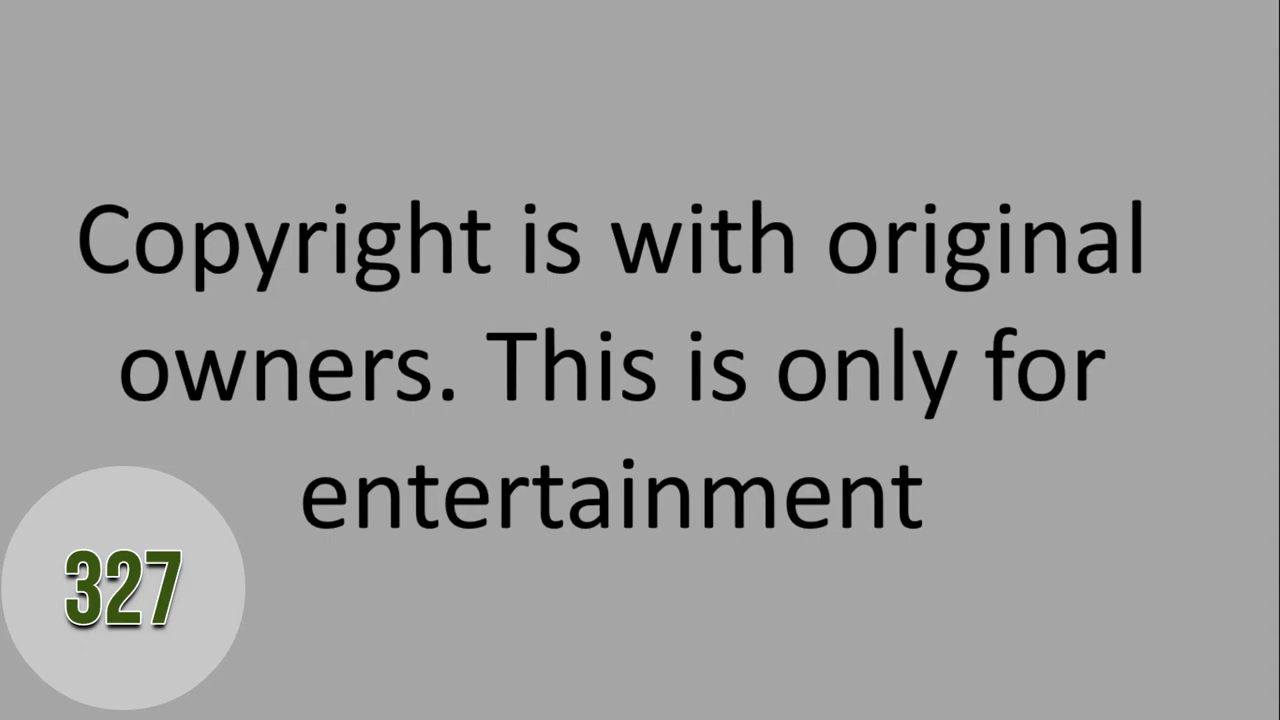 Copyright is with original
owners. This is only for
entertainment
327